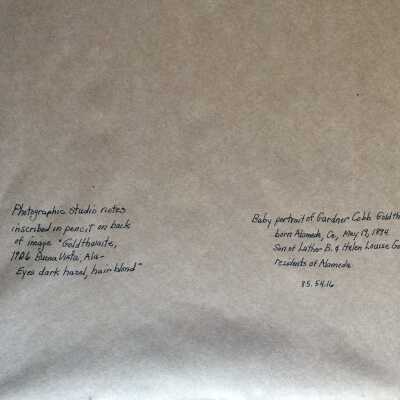 Photographic studio notes
inscribed in pencil on back
of image "Goldthwaite,
1906 Buena Vista, Ala-
Eyes dark hazel, hair blond"
Baby portrait of Gardner Cobb Goldth
born Alameda, Ca, May 19, 1894
Son of Luther B. & Helen Louise Go
residents of Alameda
85.54.16